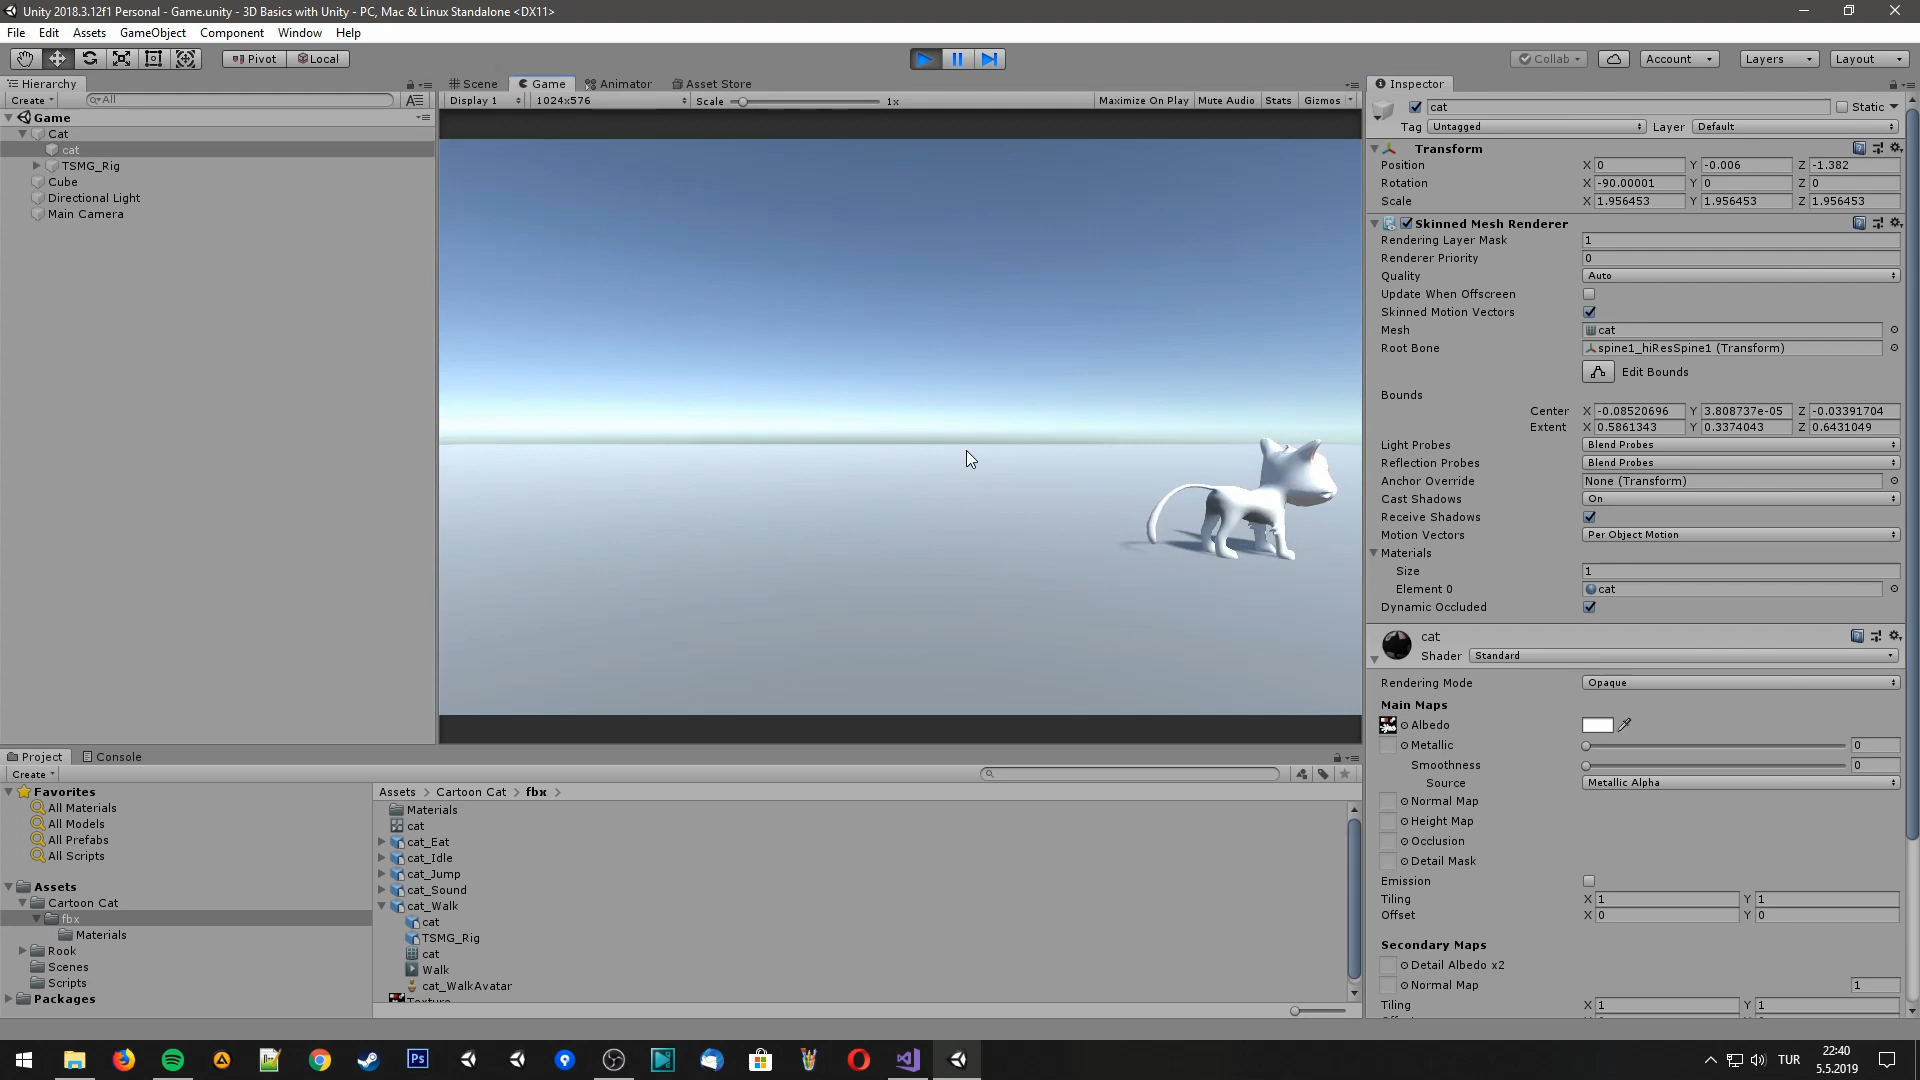 Unity 2018.3.12f1 Personal - Game.unity - 3D Basics with Unity - PC, Mac & Linux Standalone <DX11>
File Edit Assets GameObject Component Window Help
Pivot Local Collab Account Layers Layout
Hierarchy
Create All
Game
Cat
cat
TSMG_Rig
Cube
Directional Light
Main Camera
Scene Game Animator Asset Store
Display 1 1024x576 Scale 1x Maximize On Play Mute Audio Stats Gizmos
Inspector
cat Static
Tag Untagged Layer Default
Transform
Position X 0 Y -0.006 Z -1.382
Rotation X -90.00001 Y 0 Z 0
Scale X 1.956453 Y 1.956453 Z 1.956453
Skinned Mesh Renderer
Rendering Layer Mask 1
Renderer Priority 0
Quality Auto
Update When Offscreen
Skinned Motion Vectors
Mesh cat
Root Bone spine1_hiResSpine1 (Transform)
Edit Bounds
Bounds
Center X -0.08520696 Y 3.808737e-05 Z -0.03391704
Extent X 0.5861343 Y 0.3374043 Z 0.6431049
Light Probes Blend Probes
Reflection Probes Blend Probes
Anchor Override None (Transform)
Cast Shadows On
Receive Shadows
Motion Vectors Per Object Motion
Materials
Size 1
Element 0 cat
Dynamic Occluded
cat
Shader Standard
Rendering Mode Opaque
Main Maps
Albedo
Metallic 0
Smoothness 0
Source Metallic Alpha
Normal Map
Height Map
Occlusion
Detail Mask
Emission
Tiling X 1 Y 1
Offset X 0 Y 0
Secondary Maps
Detail Albedo x2
Normal Map 1
Tiling X 1 Y 1
Project Console
Create
Favorites
All Materials
All Models
All Prefabs
All Scripts
Assets
Cartoon Cat
fbx
Materials
Rook
Scenes
Scripts
Packages
Assets > Cartoon Cat > fbx >
Materials
cat
cat_Eat
cat_Idle
cat_Jump
cat_Sound
cat_Walk
cat
TSMG_Rig
cat
Walk
cat_WalkAvatar
Ps
TUR
22:40
5.5.2019